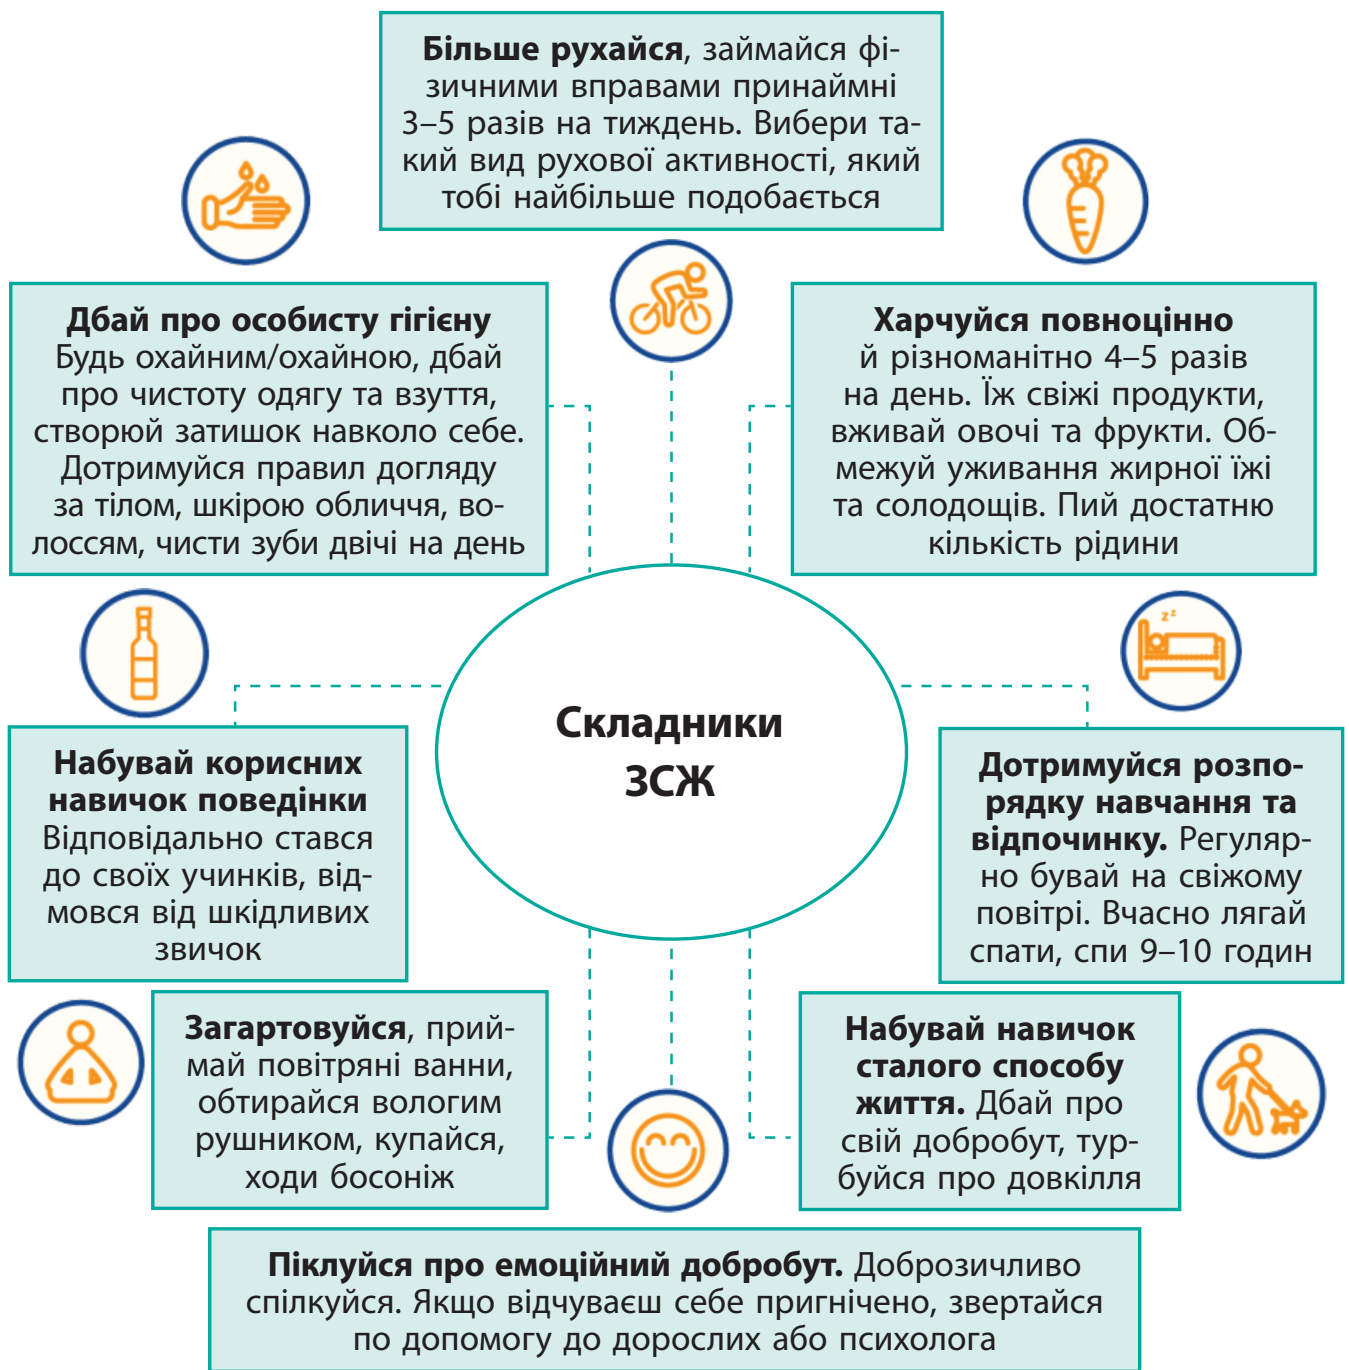 Більше рухайся, займайся фі-
зичними вправами принаймні
3–5 разів на тиждень. Вибери та-
кий вид рухової активності, який
тобі найбільше подобається
Дбай про особисту гігієну
Будь охайним/охайною, дбай
про чистоту одягу та взуття,
створюй затишок навколо себе.
Дотримуйся правил догляду
за тілом, шкірою обличчя, во-
лоссям, чисти зуби двічі на день
Харчуйся повноцінно
й різноманітно 4–5 разів
на день. Їж свіжі продукти,
вживай овочі та фрукти. Об-
межуй уживання жирної їжі
та солодощів. Пий достатню
кількість рідини
z z
Складники
ЗСЖ
Набувай корисних
навичок поведінки
Відповідально стався
до своїх учинків, від-
мовся від шкідливих
звичок
Дотримуйся розпо-
рядку навчання та
відпочинку. Регуляр-
но бувай на свіжому
повітрі. Вчасно лягай
спати, спи 9–10 годин
Загартовуйся, прий-
май повітряні ванни,
обтирайся вологим
рушником, купайся,
ходи босоніж
Набувай навичок
сталого способу
життя. Дбай про
свій добробут, тур-
буйся про довкілля
Піклуйся про емоційний добробут. Доброзичливо
спілкуйся. Якщо відчуваєш себе пригнічено, звертайся
по допомогу до дорослих або психолога